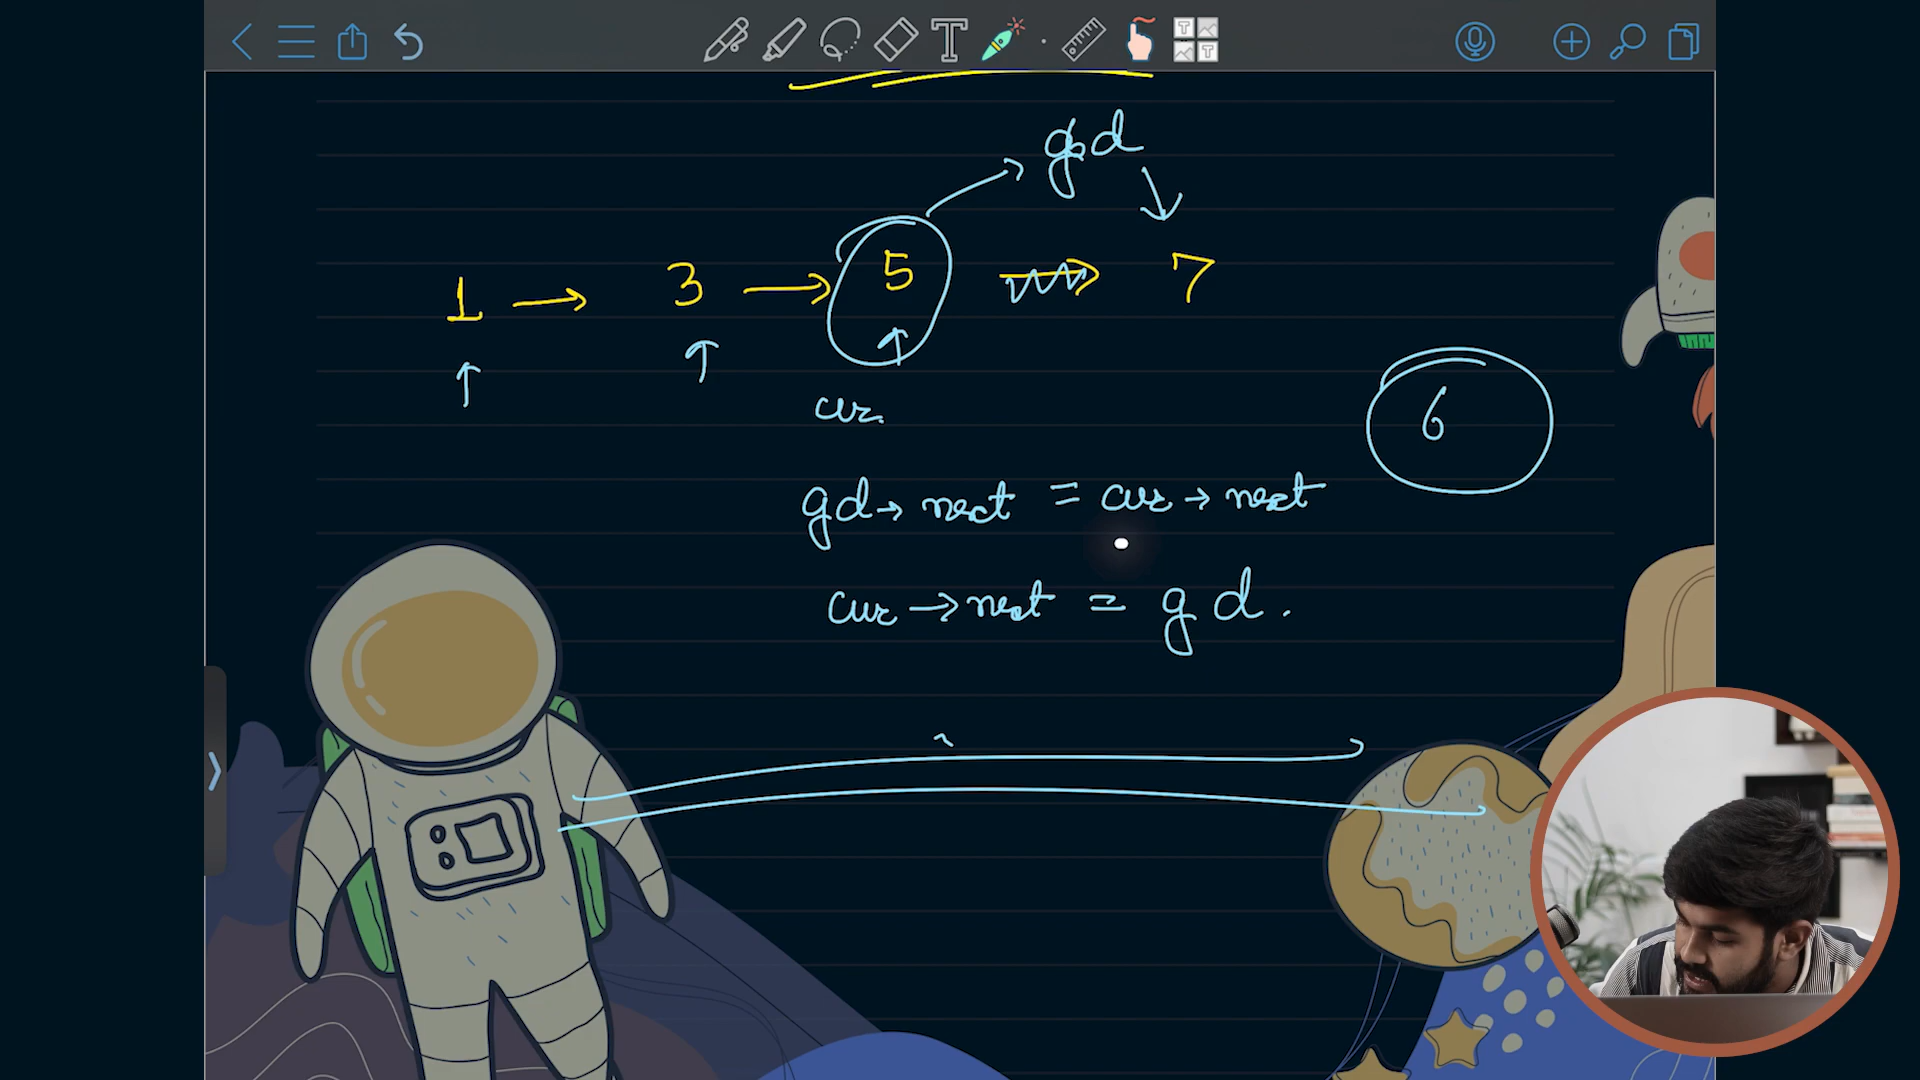 gd
1 → 3 → 5 → 7
cur.
6
gd → next = cur → next
cur → next = gd.